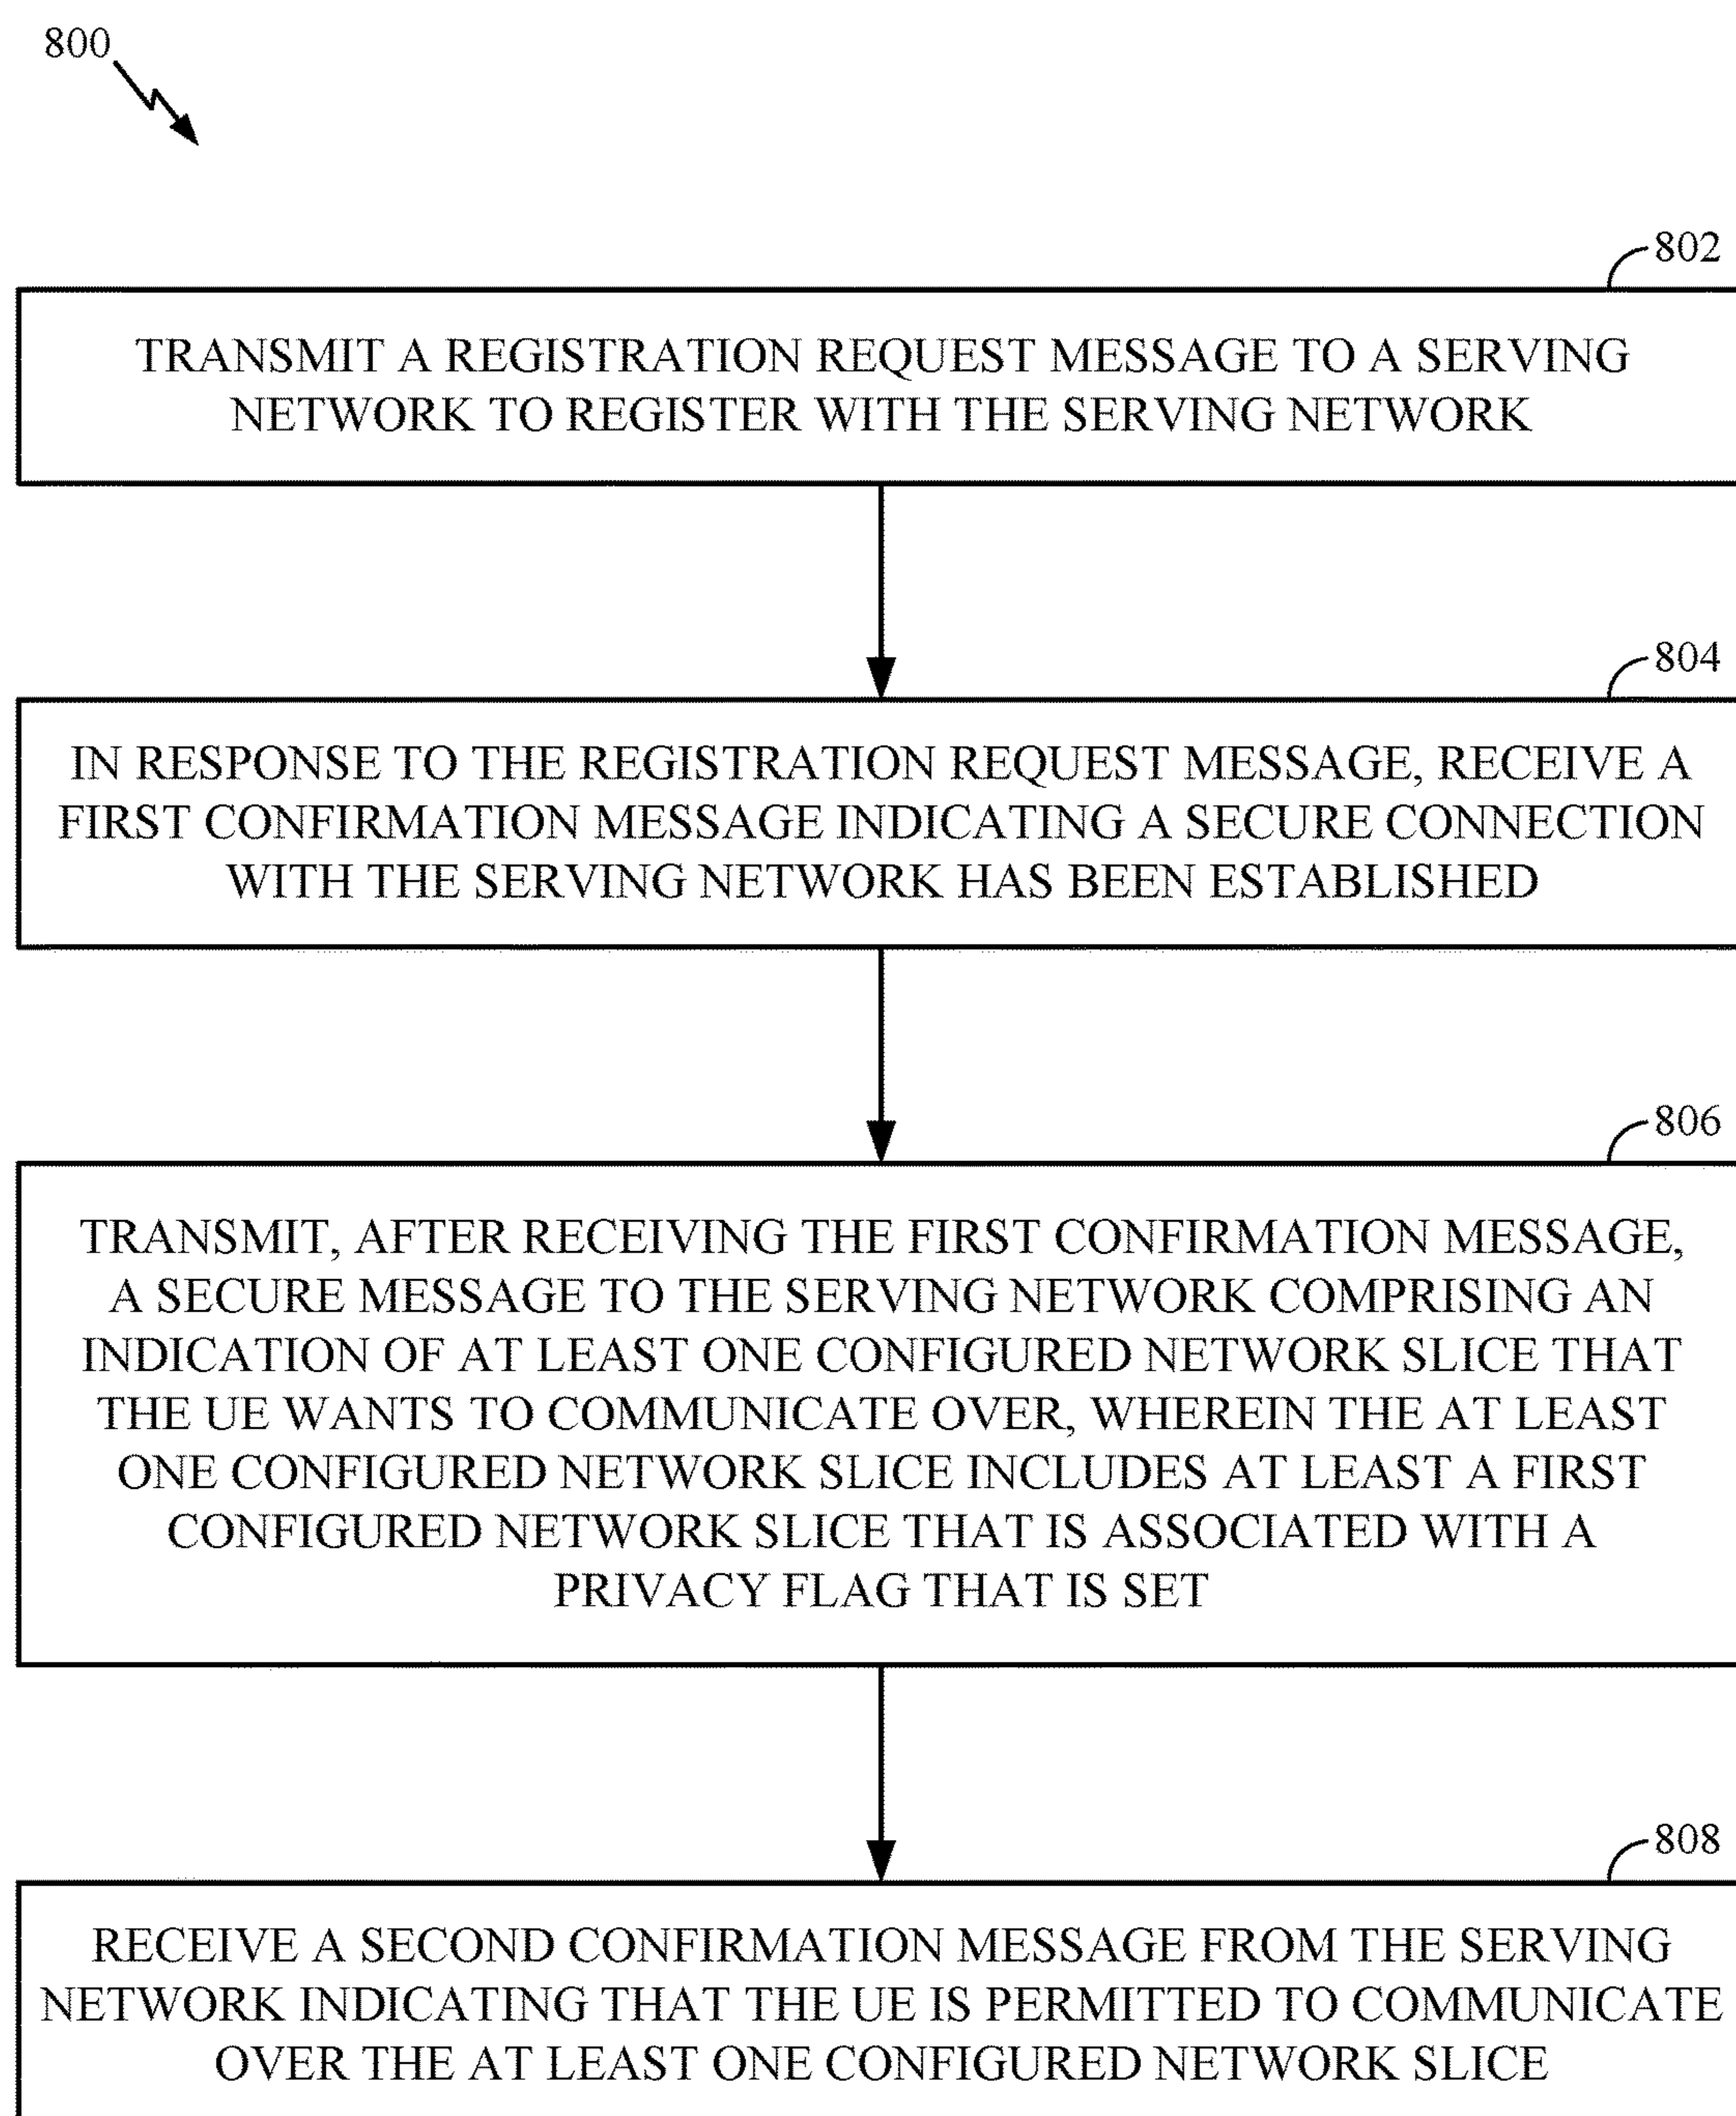 800
802
TRANSMIT A REGISTRATION REQUEST MESSAGE TO A SERVING
NETWORK TO REGISTER WITH THE SERVING NETWORK
804
IN RESPONSE TO THE REGISTRATION REQUEST MESSAGE, RECEIVE A
FIRST CONFIRMATION MESSAGE INDICATING A SECURE CONNECTION
WITH THE SERVING NETWORK HAS BEEN ESTABLISHED
806
TRANSMIT, AFTER RECEIVING THE FIRST CONFIRMATION MESSAGE,
A SECURE MESSAGE TO THE SERVING NETWORK COMPRISING AN
INDICATION OF AT LEAST ONE CONFIGURED NETWORK SLICE THAT
THE UE WANTS TO COMMUNICATE OVER, WHEREIN THE AT LEAST
ONE CONFIGURED NETWORK SLICE INCLUDES AT LEAST A FIRST
CONFIGURED NETWORK SLICE THAT IS ASSOCIATED WITH A
PRIVACY FLAG THAT IS SET
808
RECEIVE A SECOND CONFIRMATION MESSAGE FROM THE SERVING
NETWORK INDICATING THAT THE UE IS PERMITTED TO COMMUNICATE
OVER THE AT LEAST ONE CONFIGURED NETWORK SLICE